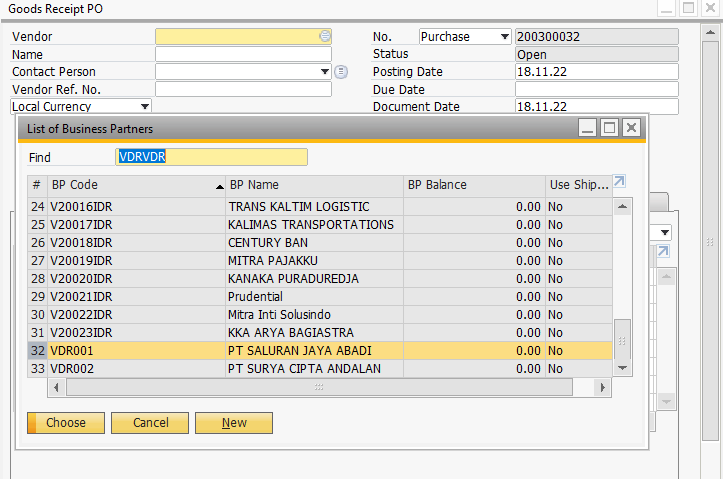 Goods Receipt PO
Vendor
No. Purchase 200300032
Name
Status Open
Contact Person
Posting Date 18.11.22
Vendor Ref. No.
Due Date
Local Currency
Document Date 18.11.22
List of Business Partners
Find VDRVDR
# BP Code BP Name BP Balance Use Ship...
24 V20016IDR TRANS KALTIM LOGISTIC 0.00 No
25 V20017IDR KALIMAS TRANSPORTATIONS 0.00 No
26 V20018IDR CENTURY BAN 0.00 No
27 V20019IDR MITRA PAJAKKU 0.00 No
28 V20020IDR KANAKA PURADUREDJA 0.00 No
29 V20021IDR Prudential 0.00 No
30 V20022IDR Mitra Inti Solusindo 0.00 No
31 V20023IDR KKA ARYA BAGIASTRA 0.00 No
32 VDR001 PT SALURAN JAYA ABADI 0.00 No
33 VDR002 PT SURYA CIPTA ANDALAN 0.00 No
Choose Cancel New